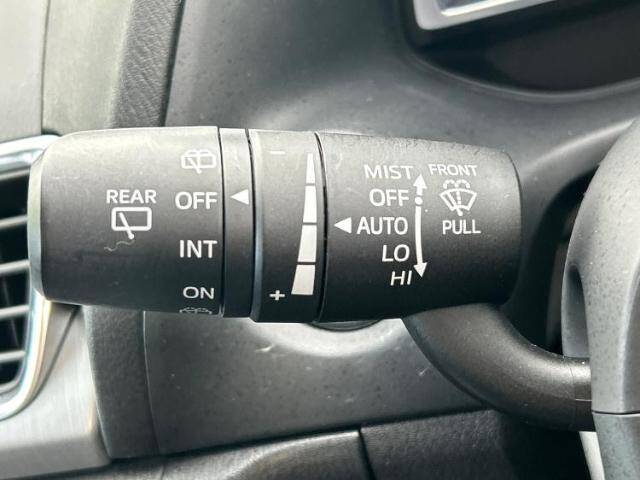 REAR
OFF
INT
ON
−
+
MIST
OFF
AUTO
LO
HI
FRONT
PULL